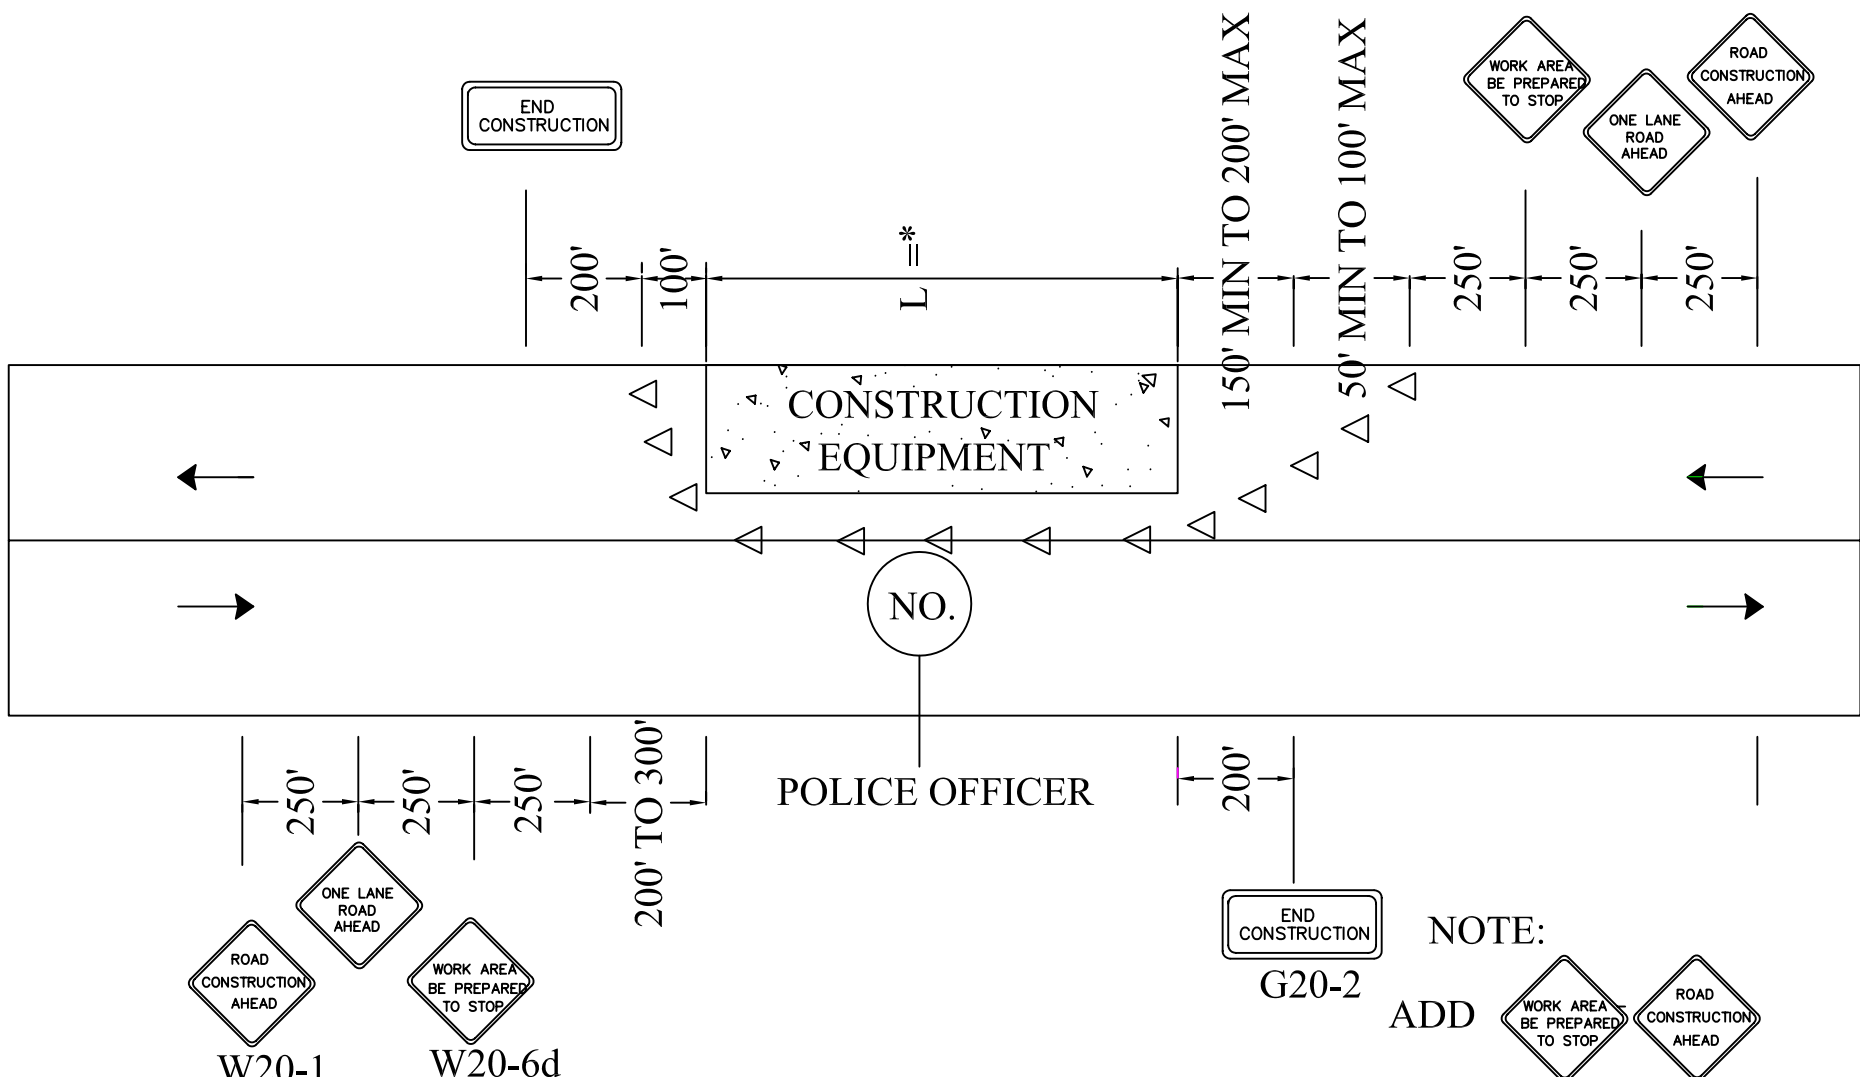 END
CONSTRUCTION
150' MIN TO 200' MAX
50' MIN TO 100' MAX
WORK AREA
BE PREPARED
TO STOP
ONE LANE
ROAD
AHEAD
ROAD
CONSTRUCTION
AHEAD
200'
100'
L =*
250'
250'
250'
CONSTRUCTION
EQUIPMENT
NO.
POLICE OFFICER
250'
250'
250'
200' TO 300'
200'
ROAD
CONSTRUCTION
AHEAD
W20-1
ONE LANE
ROAD
AHEAD
WORK AREA
BE PREPARED
TO STOP
W20-6d
END
CONSTRUCTION
G20-2
NOTE:
ADD
WORK AREA
BE PREPARED
TO STOP
ROAD
CONSTRUCTION
AHEAD